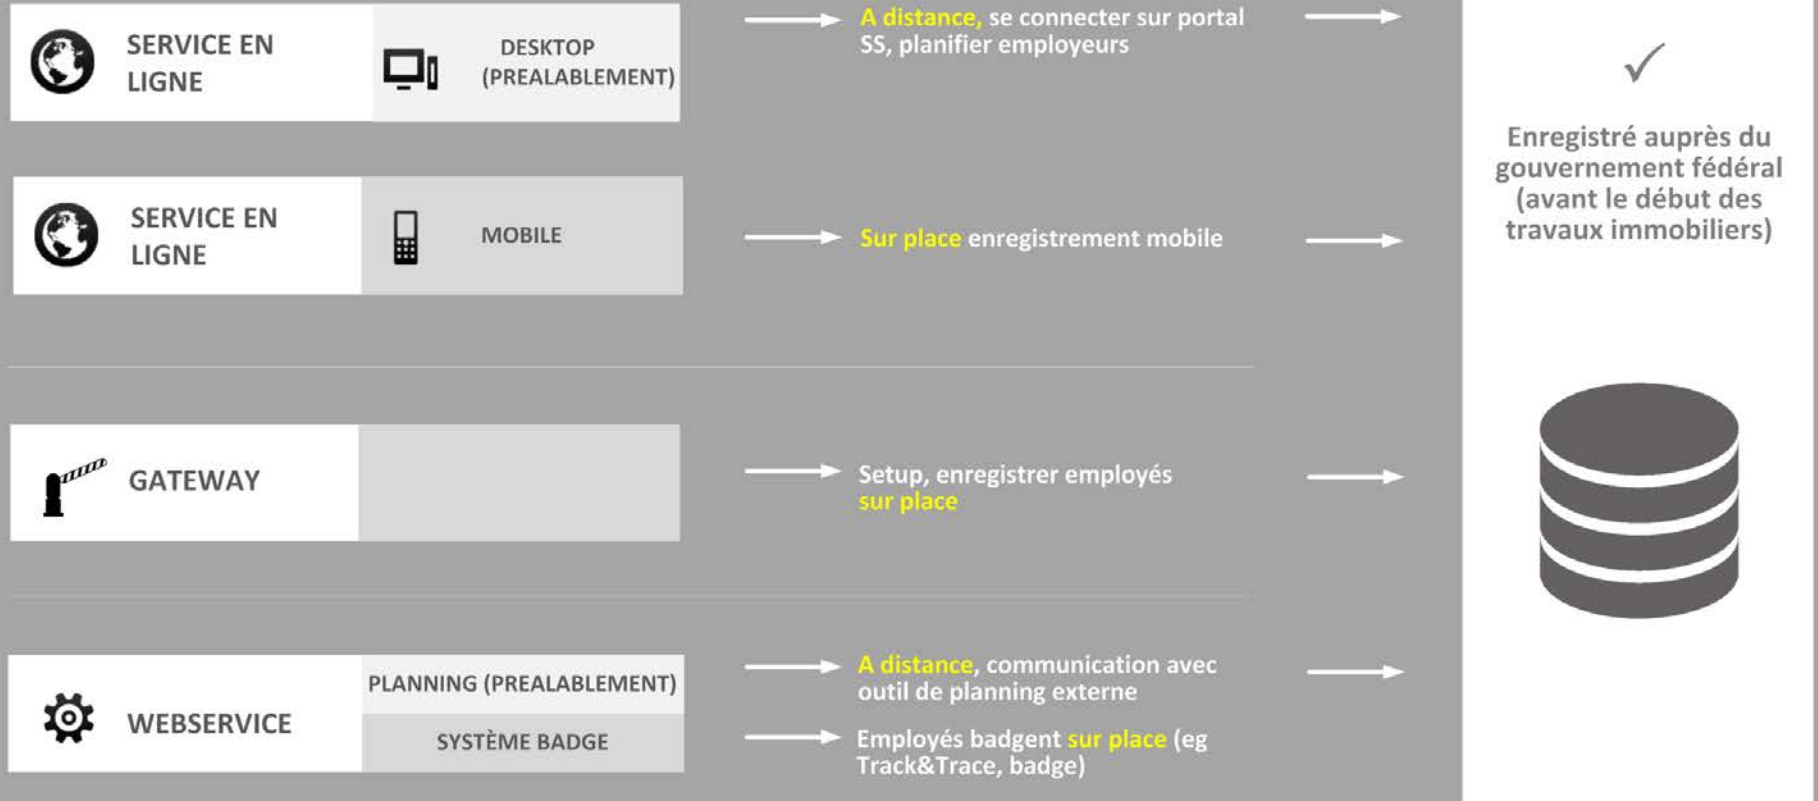 SERVICE EN
LIGNE
DESKTOP
(PREALABLEMENT)
A distance, se connecter sur portal
SS, planifier employeurs
SERVICE EN
LIGNE
MOBILE
Sur place enregistrement mobile
GATEWAY
Setup, enregistrer employés
sur place
WEBSERVICE
PLANNING (PREALABLEMENT)
SYSTÈME BADGE
A distance, communication avec
outil de planning externe
Employés badgent sur place (eg
Track&Trace, badge)
Enregistré auprès du
gouvernement fédéral
(avant le début des
travaux immobiliers)